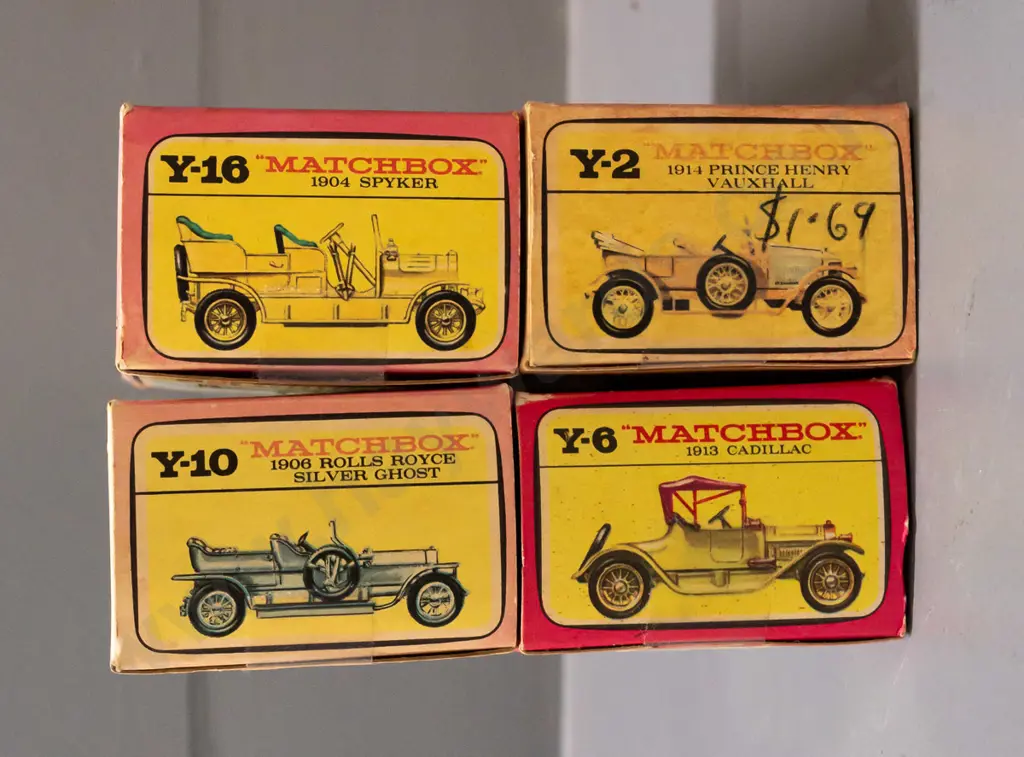 Y-16 "MATCHBOX"
1904 SPYKER
Y-2 "MATCHBOX"
1914 PRINCE HENRY
VAUXHALL
$1.69
Y-10 "MATCHBOX"
1906 ROLLS ROYCE
SILVER GHOST
Y-6 "MATCHBOX"
1913 CADILLAC